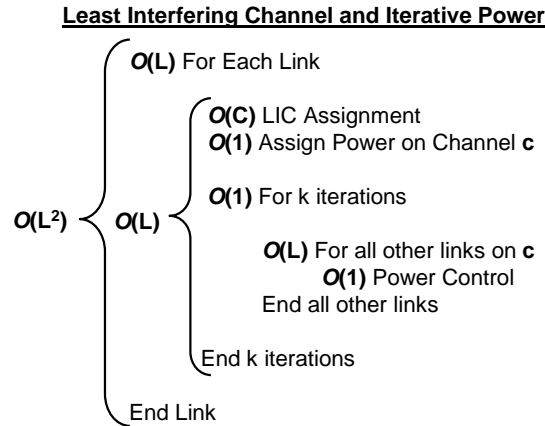 Least Interfering Channel and Iterative Power
O(L) For Each Link
O(C) LIC Assignment
O(1) Assign Power on Channel c
O(1) For k iterations
O(L²) O(L)
O(L) For all other links on c
O(1) Power Control
End all other links
End k iterations
End Link